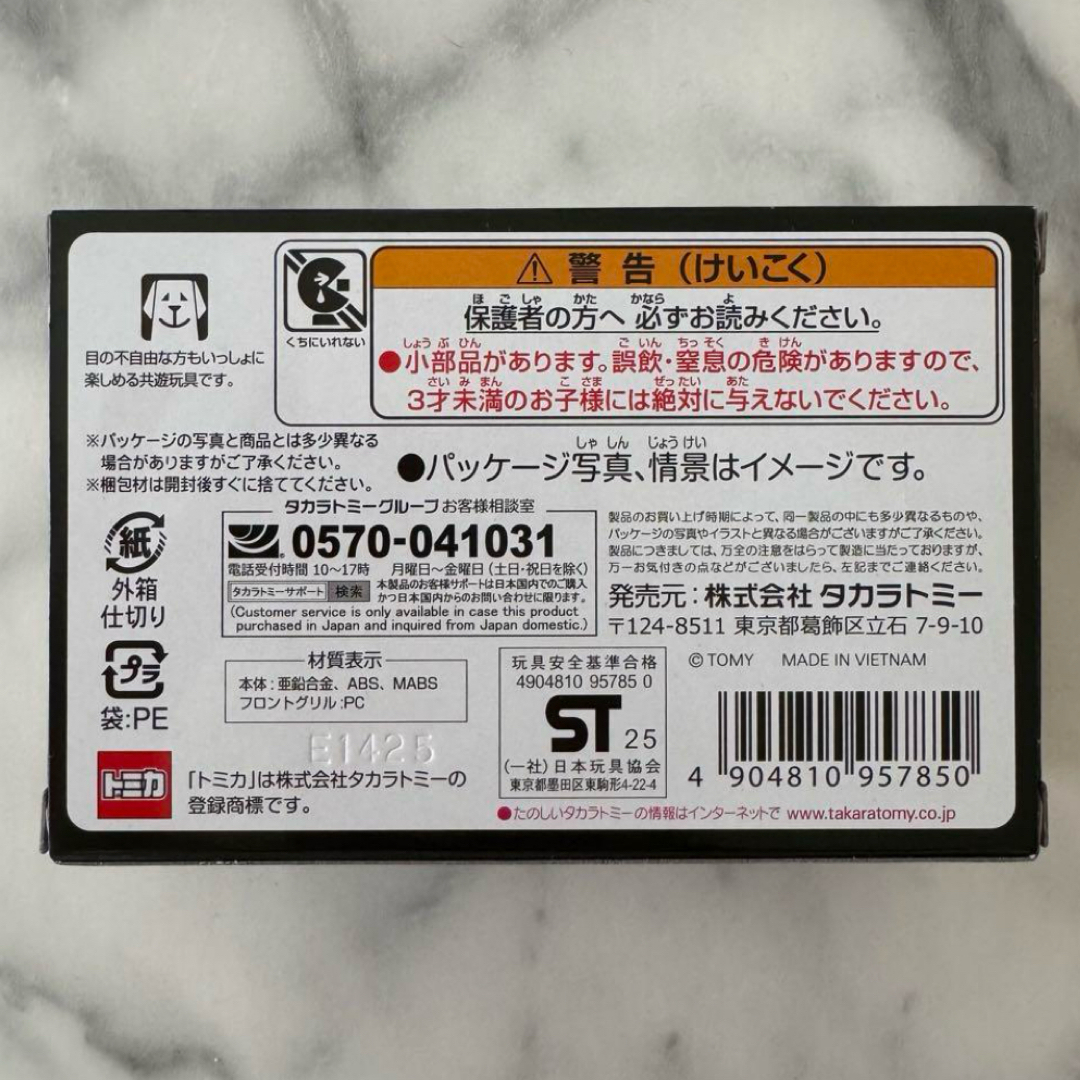 目の不自由な方もいっしょに
楽しめる共遊玩具です。
くちにいれない
警告（けいこく）
保護者の方へ 必ずお読みください。
ほごしゃ かた かなら よ
●小部品があります。誤飲・窒息の危険がありますので、
しょうぶひん ごいん ちっそく きけん
3才未満のお子様には絶対に与えないでください。
さいみまん こさま ぜったい あた
※パッケージの写真と商品とは多少異なる
場合がありますがご了承ください。
※梱包材は開封後すぐに捨ててください。
●パッケージ写真、情景はイメージです。
しゃしん じょうけい
紙
外箱
仕切り
プラ
袋:PE
タカラトミーグループ お客様相談室
0570-041031
電話受付時間 10〜17時 月曜日〜金曜日（土日・祝日を除く）
タカラトミーサポート 検索
本製品のお客様サポートは日本国内でのご購入
かつ日本国内からのお問い合わせに限ります。
(Customer service is only available in case this product
purchased in Japan and inquired from Japan domestic.)
製品のお買い上げ時期によって、同一製品の中にも多少異なるものや、
パッケージの写真やイラストと異なる場合がございますがご了承ください。
製品につきましては、万全の注意をはらって製造に当たっておりますが、
万一お気付きの点などがございましたら、左記までご連絡ください。
発売元：株式会社 タカラトミー
〒124-8511 東京都葛飾区立石 7-9-10
材質表示
本体：亜鉛合金、ABS、MABS
フロントグリル:PC
E1425
玩具安全基準合格
4904810 95785 0
ST 25
(一社)日本玩具協会
東京都墨田区東駒形4-22-4
© TOMY MADE IN VIETNAM
4 904810 957850
トミカ
「トミカ」は株式会社タカラトミーの
登録商標です。
●たのしいタカラトミーの情報はインターネットで www.takaratomy.co.jp